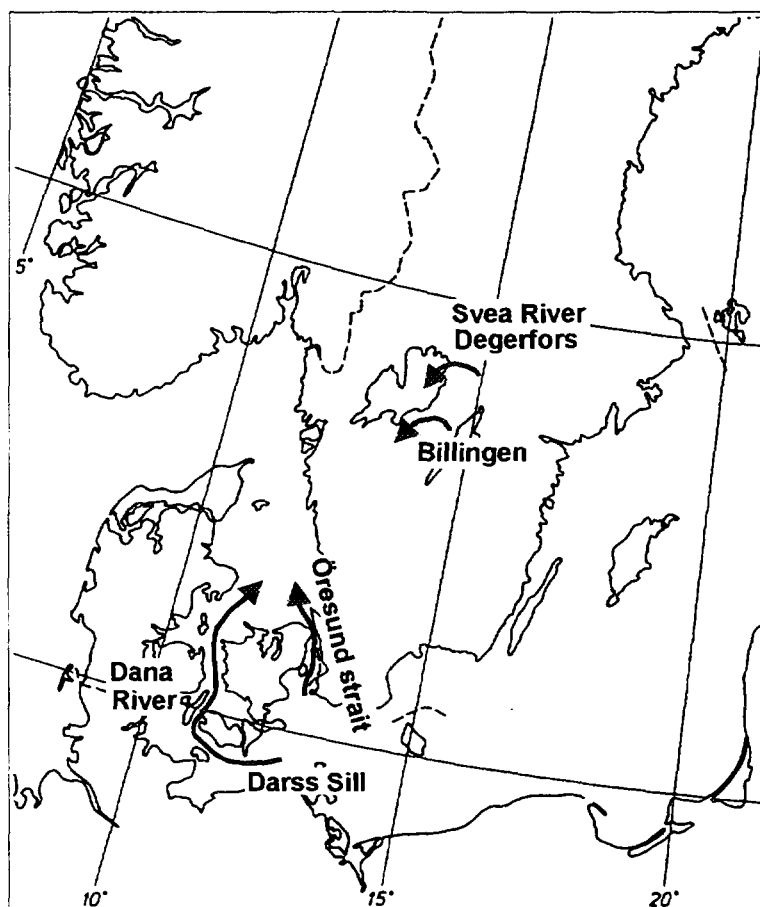 5°
Svea River
Degerfors
Billingen
Öresund strait
Dana
River
Darss Sill
10°
15°
20°